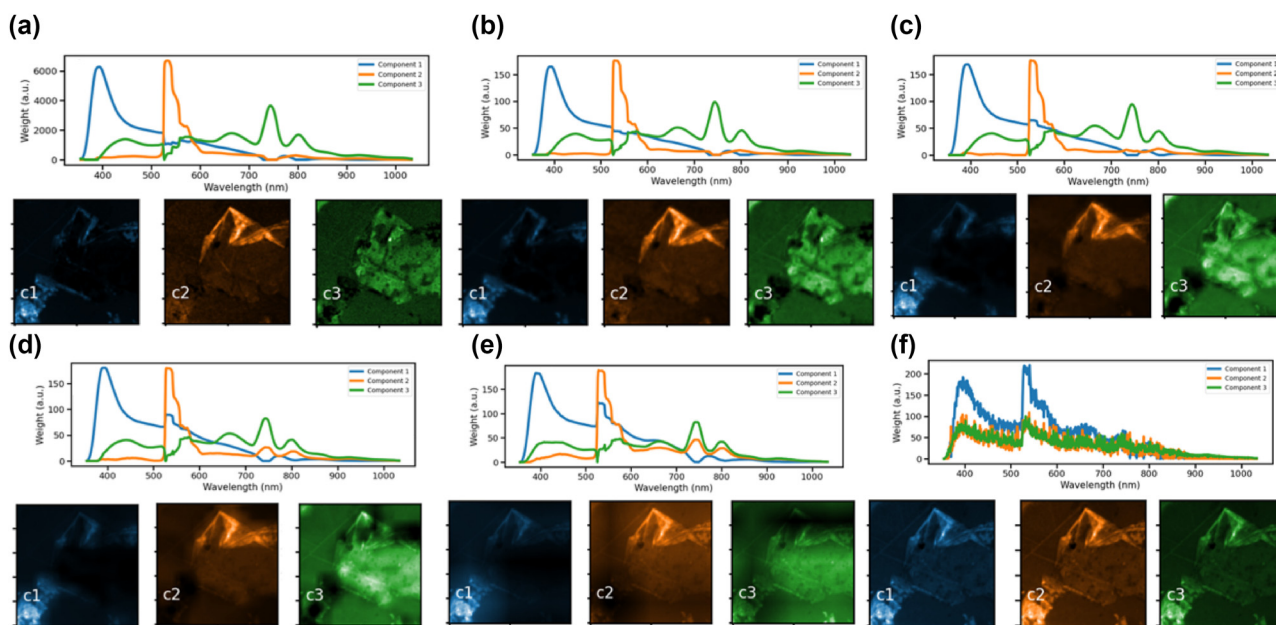 (a)
(b)
(c)
Weight (a.u.)
6000
4000
2000
0
Component 1
Component 2
Component 3
400 500 600 700 800 900 1000
Wavelength (nm)
Weight (a.u.)
150
100
50
0
Component 1
Component 2
Component 3
400 500 600 700 800 900 1000
Wavelength (nm)
Weight (a.u.)
150
100
50
0
Component 1
Component 2
Component 3
400 500 600 700 800 900 1000
Wavelength (nm)
c1 c2 c3
c1 c2 c3
c1 c2 c3
(d)
(e)
(f)
Weight (a.u.)
150
100
50
0
Component 1
Component 2
Component 3
400 500 600 700 800 900 1000
Wavelength (nm)
Weight (a.u.)
150
100
50
0
Component 1
Component 2
Component 3
400 500 600 700 800 900 1000
Wavelength (nm)
Weight (a.u.)
200
150
100
50
0
Component 1
Component 2
Component 3
400 500 600 700 800 900 1000
Wavelength (nm)
c1 c2 c3
c1 c2 c3
c1 c2 c3